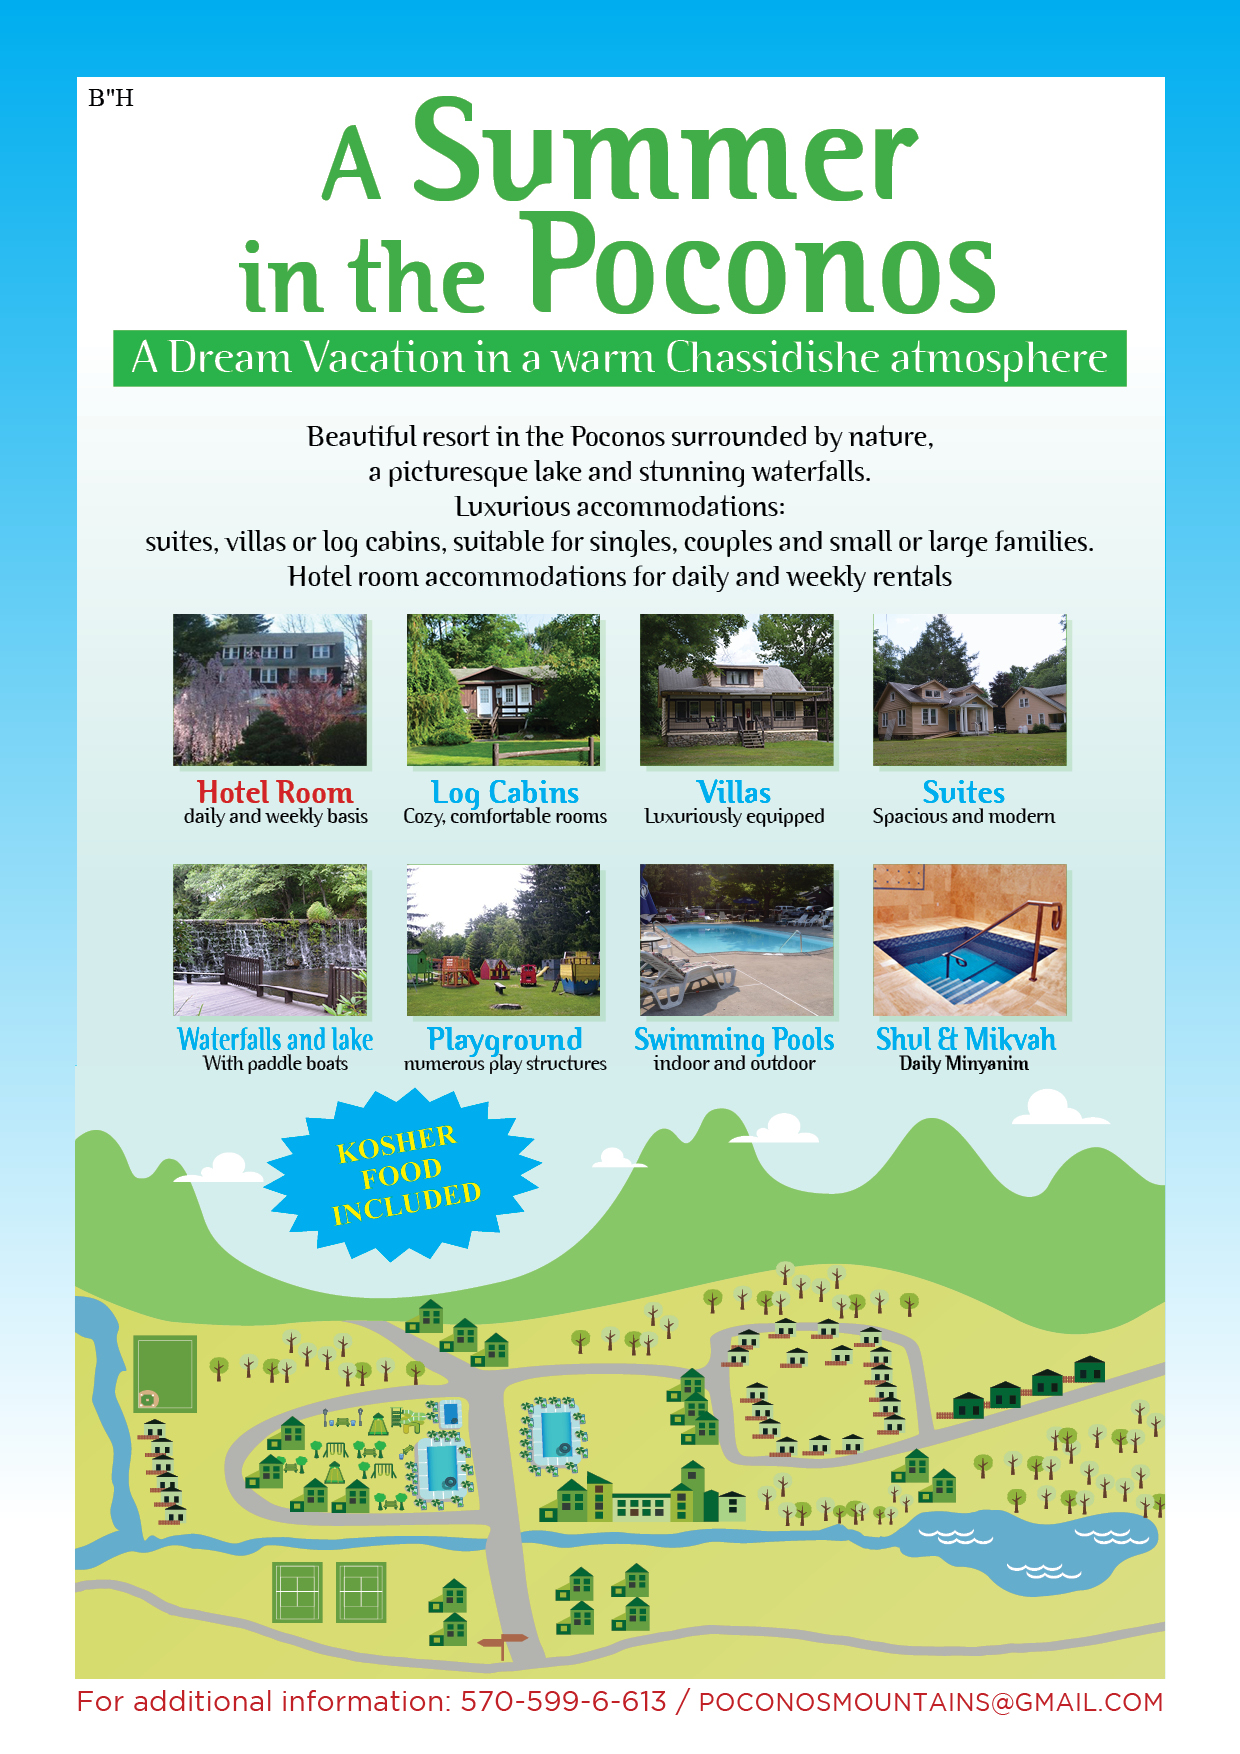 B"H
A Summer
in the Poconos
A Dream Vacation in a warm Chassidishe atmosphere
Beautiful resort in the Poconos surrounded by nature,
a picturesque lake and stunning waterfalls.
Luxurious accommodations:
suites, villas or log cabins, suitable for singles, couples and small or large families.
Hotel room accommodations for daily and weekly rentals
Hotel Room
daily and weekly basis
Log Cabins
Cozy, comfortable rooms
Villas
Luxuriously equipped
Suites
Spacious and modern
Waterfalls and lake
With paddle boats
Playground
numerous play structures
Swimming Pools
indoor and outdoor
Shul & Mikvah
Daily Minyanim
KOSHER
FOOD
INCLUDED
For additional information: 570-599-6-613 / POCONOSMOUNTAINS@GMAIL.COM